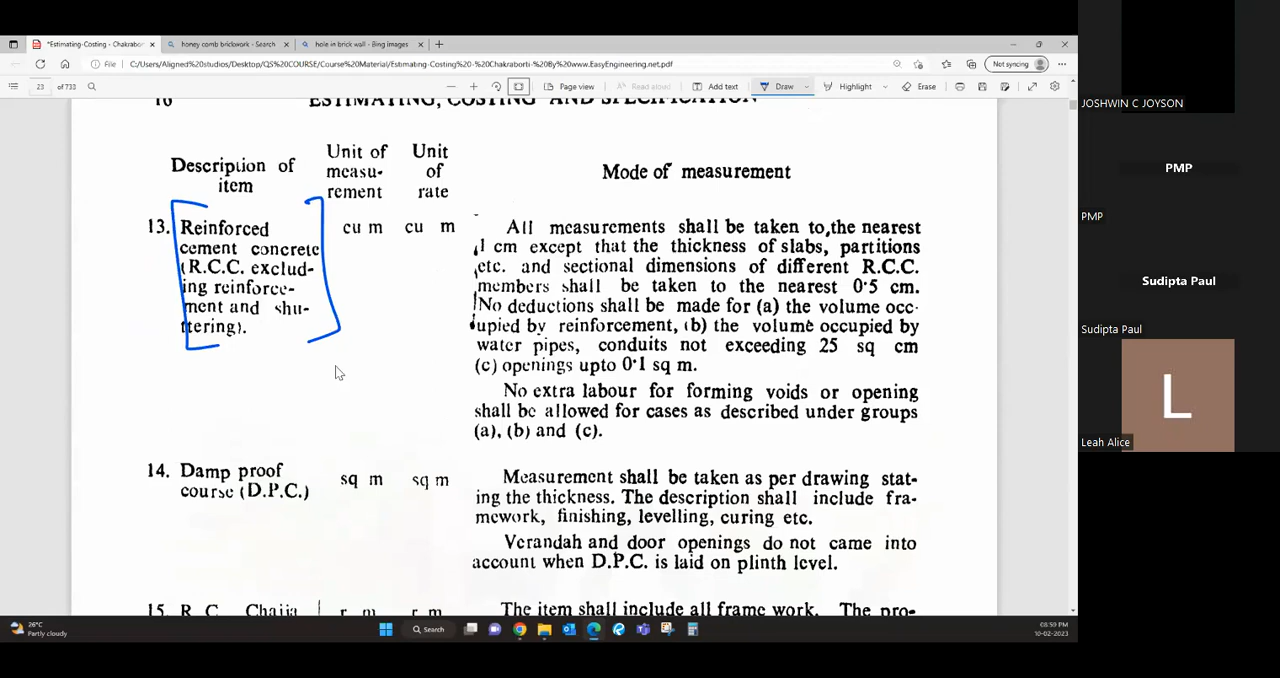 *Estimating-Costing - Chakrabor
honey comb brickwork - Search
hole in brick wall - Bing images
File
C:/Users/Aligned%20studios/Desktop/QS%20COURSE/Course%20Material/Estimating-Costing%20-%20Chakraborti-%20By%20www.EasyEngineering.net.pdf
Not syncing
23 of 733
Page view
Read aloud
Add text
Draw
Highlight
Erase
16 ESTIMATING, COSTING AND SPECIFICATION
Description of item
Unit of measu-rement
Unit of rate
Mode of measurement
13. Reinforced
cement concrete
(R.C.C. exclud-
ing reinforce-
ment and shu-
ttering).
cu m
cu m
All measurements shall be taken to the nearest
1 cm except that the thickness of slabs, partitions
etc. and sectional dimensions of different R.C.C.
members shall be taken to the nearest 0·5 cm.
No deductions shall be made for (a) the volume occ-
upied by reinforcement, (b) the volume occupied by
water pipes, conduits not exceeding 25 sq cm
(c) openings upto 0·1 sq m.
No extra labour for forming voids or opening
shall be allowed for cases as described under groups
(a), (b) and (c).
14. Damp proof
course (D.P.C.)
sq m
sq m
Measurement shall be taken as per drawing stat-
ing the thickness. The description shall include fra-
mework, finishing, levelling, curing etc.
Verandah and door openings do not came into
account when D.P.C. is laid on plinth level.
15. R. C. Chajja
r m
r m
The item shall include all frame work. The pro-
26°C
Partly cloudy
Search
08:59 PM
10-02-2023
JOSHWIN C JOYSON
PMP
PMP
Sudipta Paul
Sudipta Paul
L
Leah Alice